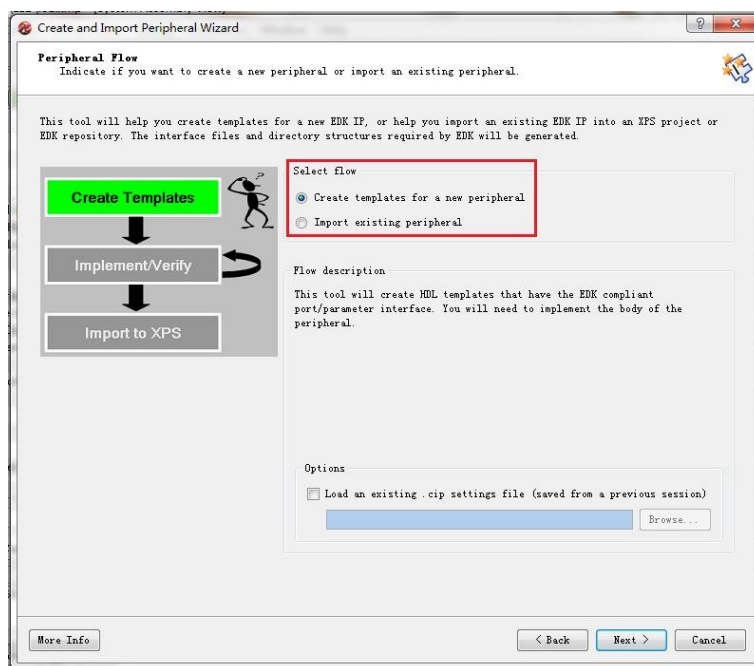 Create and Import Peripheral Wizard
Peripheral Flow
Indicate if you want to create a new peripheral or import an existing peripheral.
This tool will help you create templates for a new EDK IP, or help you import an existing EDK IP into an XPS project or
EDK repository. The interface files and directory structures required by EDK will be generated.
Create Templates
?
Implement/Verify
Import to XPS
Select flow
Create templates for a new peripheral
Import existing peripheral
Flow description
This tool will create HDL templates that have the EDK compliant
port/parameter interface. You will need to implement the body of the
peripheral.
Options
Load an existing .cip settings file (saved from a previous session)
Browse...
More Info
< Back
Next >
Cancel